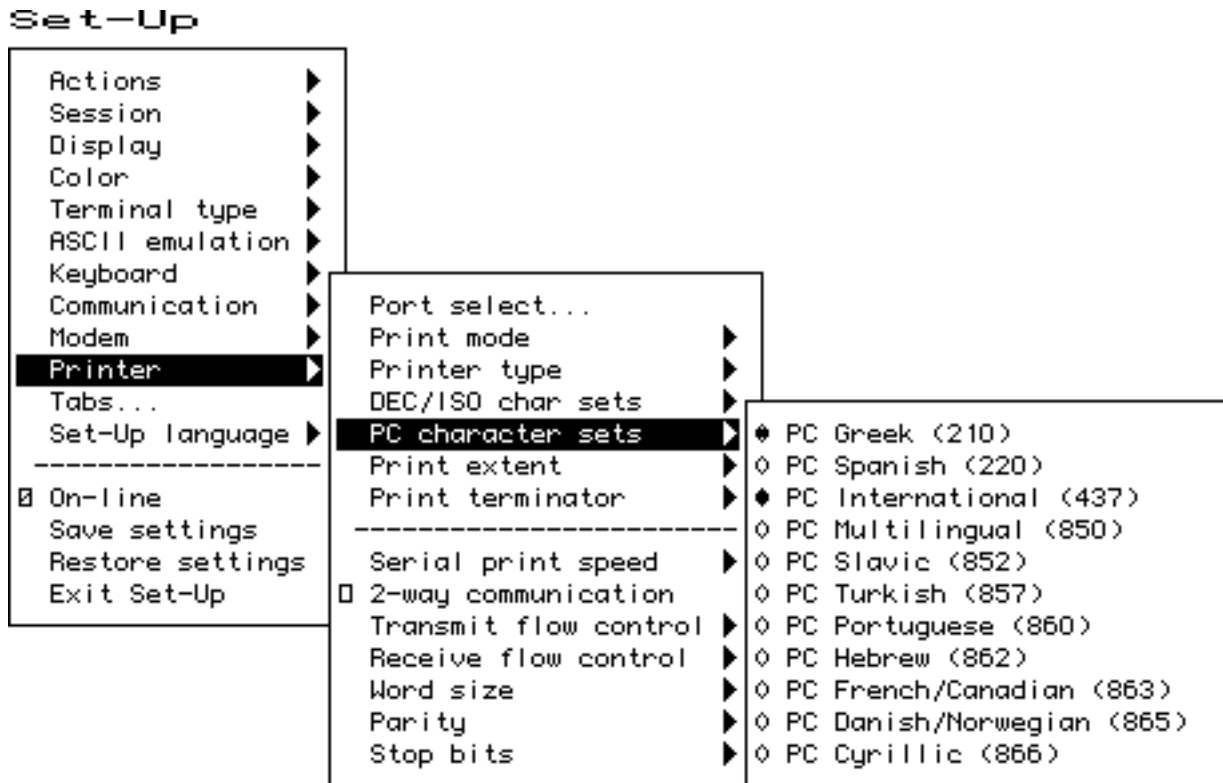 Set-Up
Actions
Session
Display
Color
Terminal type
ASCII emulation
Keyboard
Communication
Modem
Printer
Tabs...
Set-Up language
On-line
Save settings
Restore settings
Exit Set-Up
Port select...
Print mode
Printer type
DEC/ISO char sets
PC character sets
Print extent
Print terminator
Serial print speed
2-way communication
Transmit flow control
Receive flow control
Word size
Parity
Stop bits
PC Greek (210)
PC Spanish (220)
PC International (437)
PC Multilingual (850)
PC Slavic (852)
PC Turkish (857)
PC Portuguese (860)
PC Hebrew (862)
PC French/Canadian (863)
PC Danish/Norwegian (865)
PC Cyrillic (866)